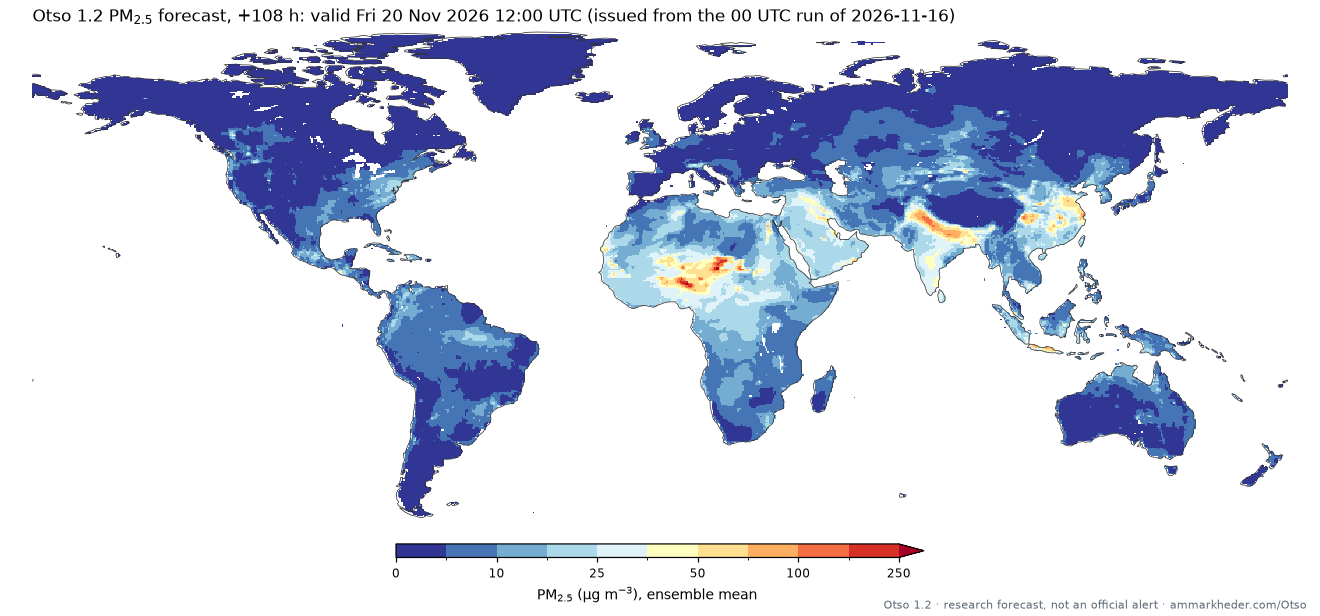 Otso 1.2 PM2.5 forecast, +108 h: valid Fri 20 Nov 2026 12:00 UTC (issued from the 00 UTC run of 2026-11-16)
0 10 25 50 100 250
PM2.5 (µg m−3), ensemble mean
Otso 1.2 · research forecast, not an official alert · ammarkheder.com/Otso